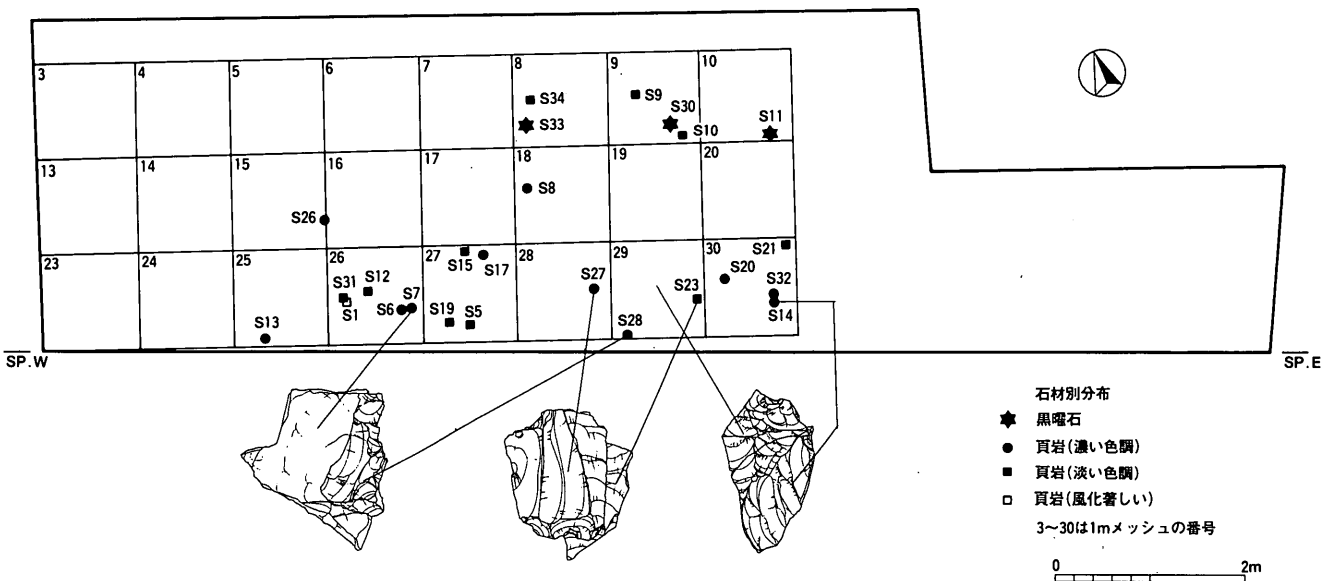 3 4 5 6 7 8 9 10
S34
S9
S30
S11
S33
S10
13 14 15 16 17 18 19 20
S8
S26
23 24 25 26 27 28 29 30
S21
S15 S17
S20
S27
S31 S12
S7
S23
S32
S1
S6
S19 S5
S14
S13
S28
SP.W
SP.E
石材別分布
黒曜石
頁岩(濃い色調)
頁岩(淡い色調)
頁岩(風化著しい)
3〜30は1mメッシュの番号
0 2m